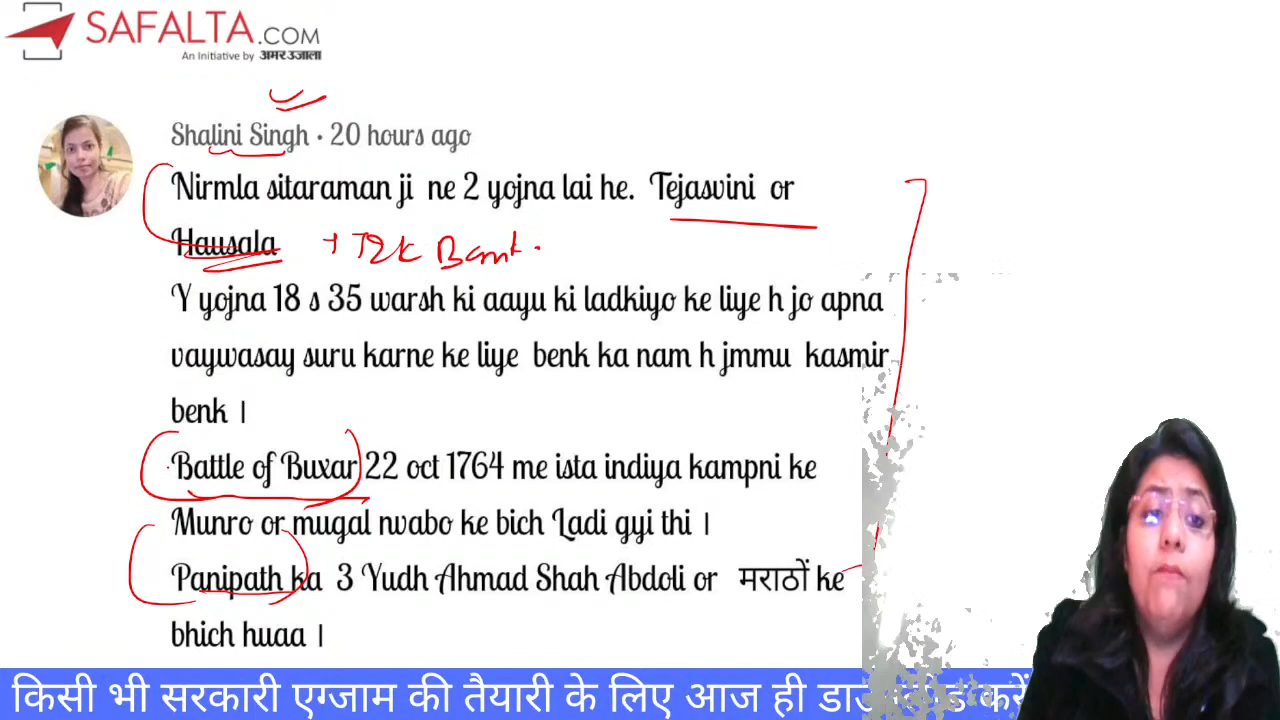 SAFALTA.COM
An Initiative by अमर उजाला
Shalini Singh · 20 hours ago
Nirmla sitaraman ji ne 2 yojna lai he. Tejasvini or
Hausala + J&K Bank.
Y yojna 18 s 35 warsh ki aayu ki ladkiyo ke liye h jo apna
vaywasay suru karne ke liye benk ka nam h jmmu kasmir
benk |
Battle of Buxar 22 oct 1764 me ista indiya kampni ke
Munro or mugal nvabo ke bich Ladi gyi thi |
Panipath ka 3 Yudh Ahmad Shah Abdoli or मराठों ke
bhich huaa |
किसी भी सरकारी एग्जाम की तैयारी के लिए आज ही करें